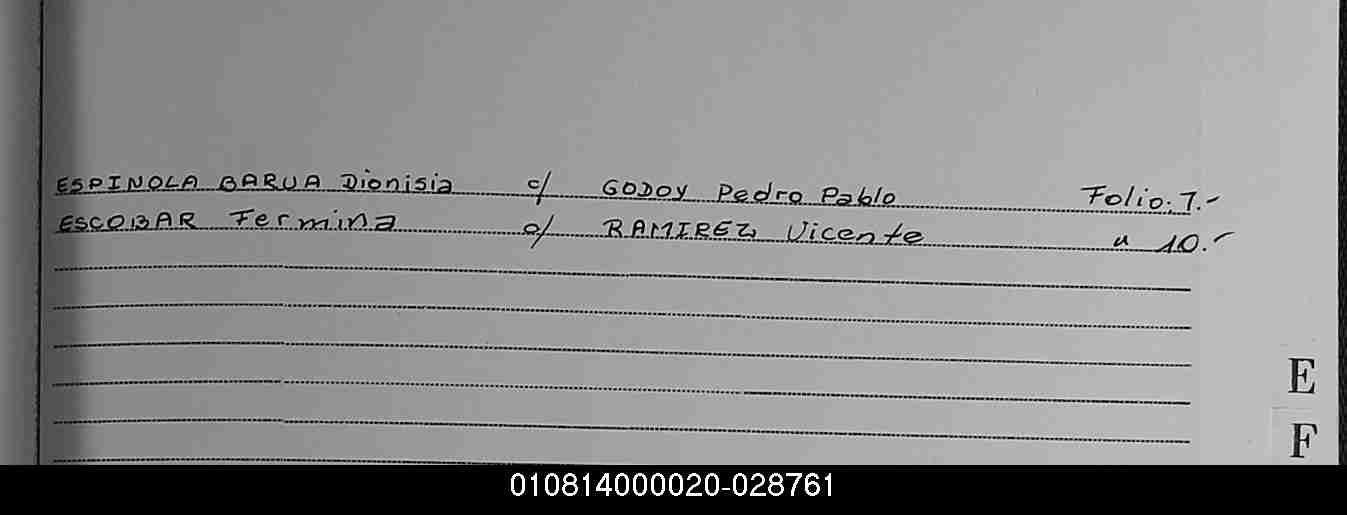 ESPINOLA BARUA Dionisia c/ GODOY Pedro Pablo Folio: 7.-
ESCOBAR Fermina c/ RAMIREZ Vicente " 10.-
E
F
010814000020-028761